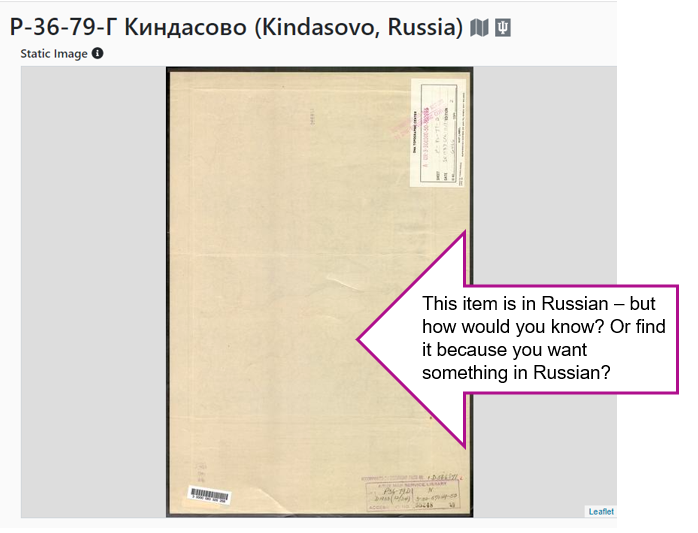 Р-36-79-Г Киндасово (Kindasovo, Russia)
Static Image
This item is in Russian – but
how would you know? Or find
it because you want
something in Russian?
Leaflet